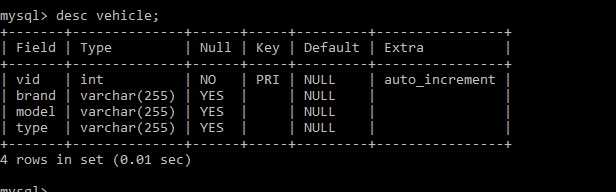 mysql> desc vehicle;
+-------+--------------+------+-----+---------+----------------+
| Field | Type         | Null | Key | Default | Extra          |
+-------+--------------+------+-----+---------+----------------+
| vid   | int          | NO   | PRI | NULL    | auto_increment |
| brand | varchar(255) | YES  |     | NULL    |                |
| model | varchar(255) | YES  |     | NULL    |                |
| type  | varchar(255) | YES  |     | NULL    |                |
+-------+--------------+------+-----+---------+----------------+
4 rows in set (0.01 sec)
mysql>